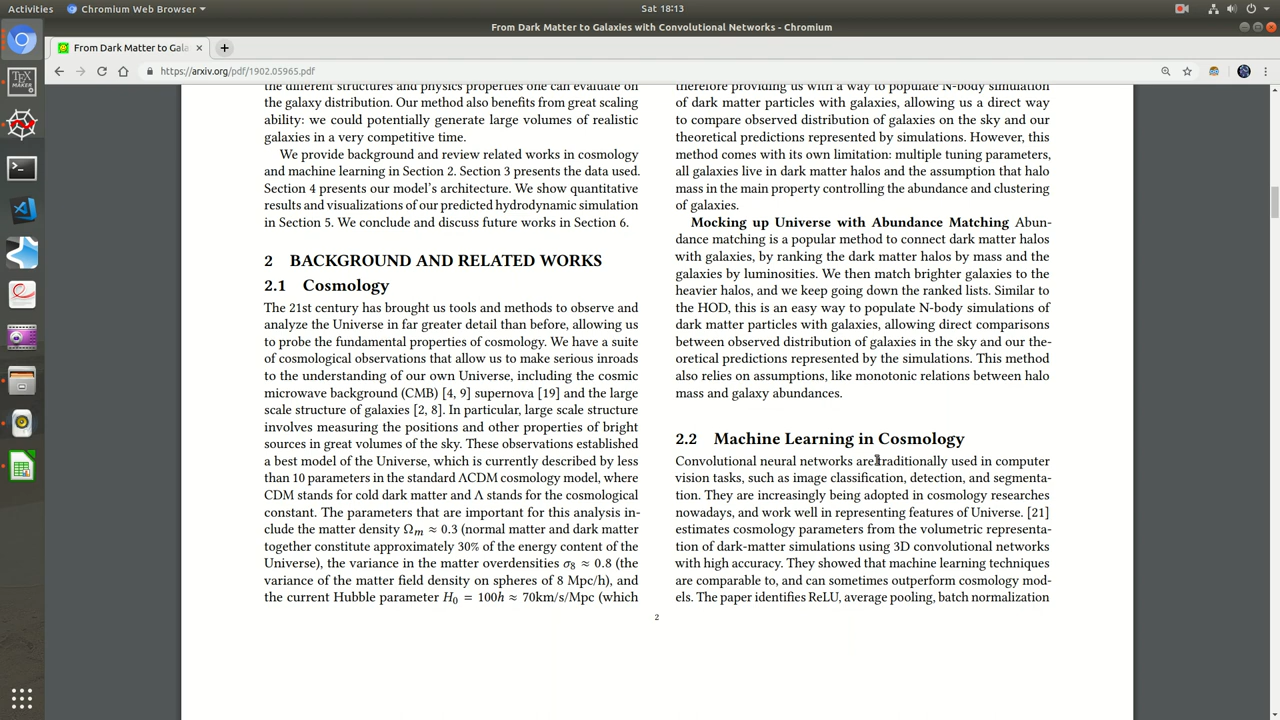 Activities
Chromium Web Browser
Sat 18:13
From Dark Matter to Galaxies with Convolutional Networks - Chromium
From Dark Matter to Gala
https://arxiv.org/pdf/1902.05965.pdf
the different structures and physics properties one can evaluate on
the galaxy distribution. Our method also benefits from great scaling
ability: we could potentially generate large volumes of realistic
galaxies in a very competitive time.
We provide background and review related works in cosmology
and machine learning in Section 2. Section 3 presents the data used.
Section 4 presents our model's architecture. We show quantitative
results and visualizations of our predicted hydrodynamic simulation
in Section 5. We conclude and discuss future works in Section 6.
2 BACKGROUND AND RELATED WORKS
2.1 Cosmology
The 21st century has brought us tools and methods to observe and
analyze the Universe in far greater detail than before, allowing us
to probe the fundamental properties of cosmology. We have a suite
of cosmological observations that allow us to make serious inroads
to the understanding of our own Universe, including the cosmic
microwave background (CMB) [4, 9] supernova [19] and the large
scale structure of galaxies [2, 8]. In particular, large scale structure
involves measuring the positions and other properties of bright
sources in great volumes of the sky. These observations established
a best model of the Universe, which is currently described by less
than 10 parameters in the standard ΛCDM cosmology model, where
CDM stands for cold dark matter and Λ stands for the cosmological
constant. The parameters that are important for this analysis in-
clude the matter density Ωm ≈ 0.3 (normal matter and dark matter
together constitute approximately 30% of the energy content of the
Universe), the variance in the matter overdensities σ8 ≈ 0.8 (the
variance of the matter field density on spheres of 8 Mpc/h), and
the current Hubble parameter H0 = 100h ≈ 70km/s/Mpc (which
therefore providing us with a way to populate N-body simulation
of dark matter particles with galaxies, allowing us a direct way
to compare observed distribution of galaxies on the sky and our
theoretical predictions represented by simulations. However, this
method comes with its own limitation: multiple tuning parameters,
all galaxies live in dark matter halos and the assumption that halo
mass in the main property controlling the abundance and clustering
of galaxies.
Mocking up Universe with Abundance Matching Abun-
dance matching is a popular method to connect dark matter halos
with galaxies, by ranking the dark matter halos by mass and the
galaxies by luminosities. We then match brighter galaxies to the
heavier halos, and we keep going down the ranked lists. Similar to
the HOD, this is an easy way to populate N-body simulations of
dark matter particles with galaxies, allowing direct comparisons
between observed distribution of galaxies in the sky and our the-
oretical predictions represented by the simulations. This method
also relies on assumptions, like monotonic relations between halo
mass and galaxy abundances.
2.2 Machine Learning in Cosmology
Convolutional neural networks are traditionally used in computer
vision tasks, such as image classification, detection, and segmenta-
tion. They are increasingly being adopted in cosmology researches
nowadays, and work well in representing features of Universe. [21]
estimates cosmology parameters from the volumetric representa-
tion of dark-matter simulations using 3D convolutional networks
with high accuracy. They showed that machine learning techniques
are comparable to, and can sometimes outperform cosmology mod-
els. The paper identifies ReLU, average pooling, batch normalization
2